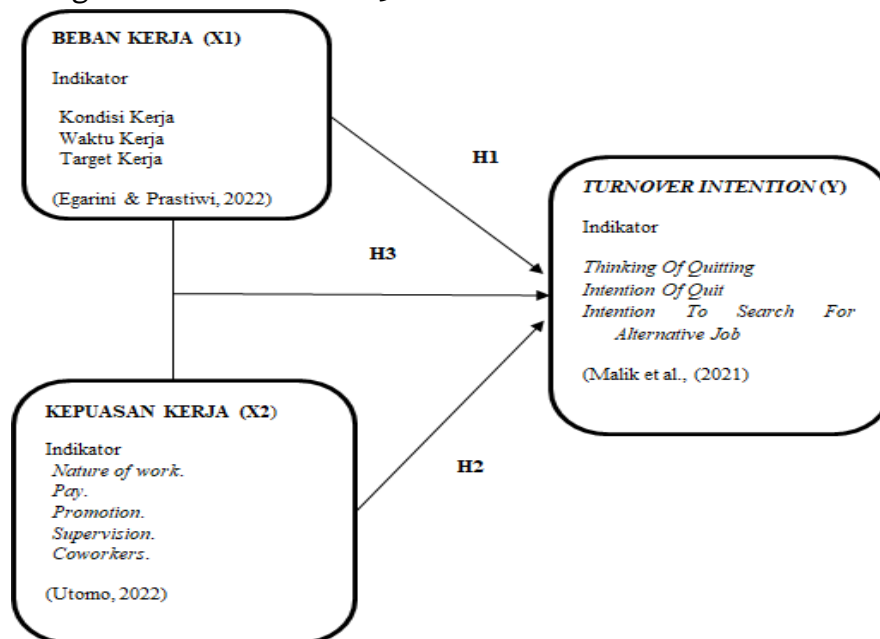 BEBAN KERJA (X1)
Indikator
Kondisi Kerja
Waktu Kerja
Target Kerja
(Egarini & Prastiwi, 2022)
H1
H3
H2
TURNOVER INTENTION (Y)
Indikator
Thinking Of Quitting
Intention Of Quit
Intention To Search For
Alternative Job
(Malik et al., (2021)
KEPUASAN KERJA (X2)
Indikator
Nature of work.
Pay.
Promotion.
Supervision.
Coworkers.
(Utomo, 2022)